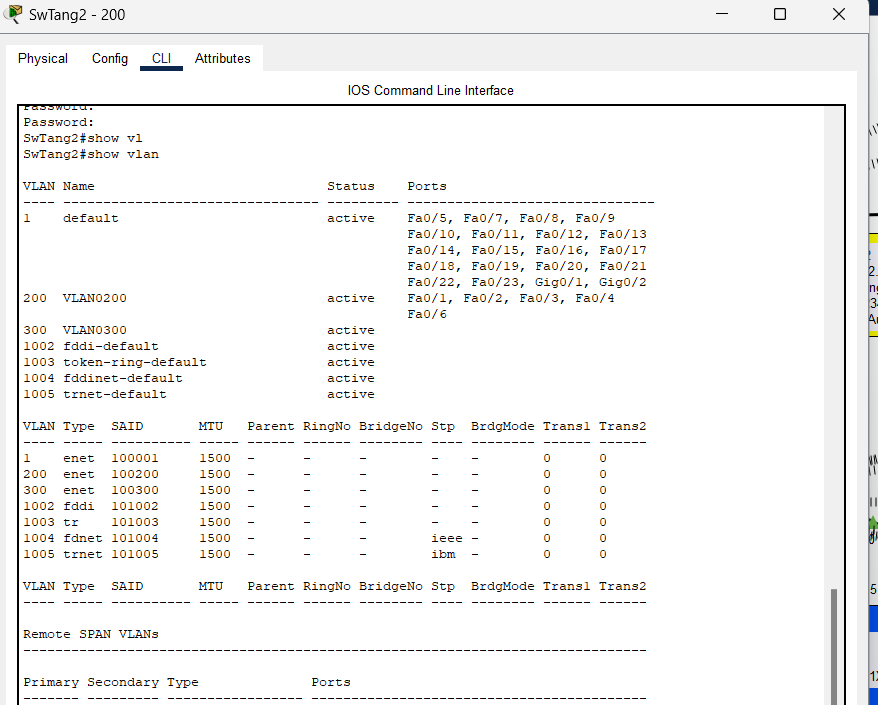 SwTang2 - 200
Physical Config CLI Attributes
IOS Command Line Interface
Password:
Password:
SwTang2#show vl
SwTang2#show vlan
VLAN Name Status Ports
---- -------------------------------- --------- -------------------------------
1 default active Fa0/5, Fa0/7, Fa0/8, Fa0/9
Fa0/10, Fa0/11, Fa0/12, Fa0/13
Fa0/14, Fa0/15, Fa0/16, Fa0/17
Fa0/18, Fa0/19, Fa0/20, Fa0/21
Fa0/22, Fa0/23, Gig0/1, Gig0/2
200 VLAN0200 active Fa0/1, Fa0/2, Fa0/3, Fa0/4
Fa0/6
300 VLAN0300 active
1002 fddi-default active
1003 token-ring-default active
1004 fddinet-default active
1005 trnet-default active
VLAN Type SAID MTU Parent RingNo BridgeNo Stp BrdgMode Trans1 Trans2
---- ----- ---------- ----- ------ ------ -------- ---- -------- ------ ------
1 enet 100001 1500 - - - - - 0 0
200 enet 100200 1500 - - - - - 0 0
300 enet 100300 1500 - - - - - 0 0
1002 fddi 101002 1500 - - - - - 0 0
1003 tr 101003 1500 - - - - - 0 0
1004 fdnet 101004 1500 - - - ieee - 0 0
1005 trnet 101005 1500 - - - ibm - 0 0
VLAN Type SAID MTU Parent RingNo BridgeNo Stp BrdgMode Trans1 Trans2
---- ----- ---------- ----- ------ ------ -------- ---- -------- ------ ------
Remote SPAN VLANs
------------------------------------------------------------------------------
Primary Secondary Type Ports
------- --------- ----------------- ------------------------------------------